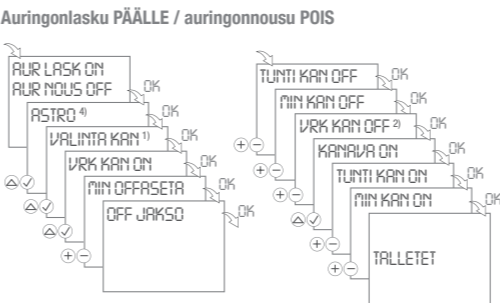 Auringonlasku PÄÄLLE / auringonnousu POIS
AUR LASK ON
AUR NOUS OFF
OK
ASTRO 4)
OK
VALINTA KAN 1)
OK
VRK KAN ON
OK
MIN OFFASETA
OK
OFF JAKSO
OK
TUNTI KAN OFF
OK
MIN KAN OFF
OK
VRK KAN OFF 2)
OK
KANAVA ON
OK
TUNTI KAN ON
OK
MIN KAN ON
OK
TALLETET